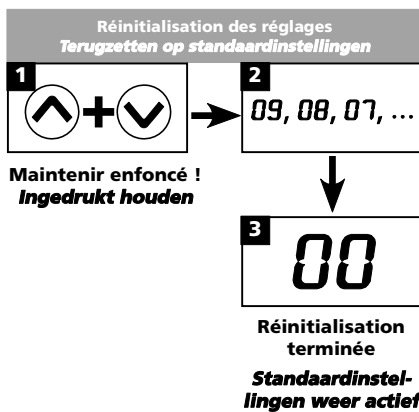 Réinitialisation des réglages
Terugzetten op standaardinstellingen
1
+
Maintenir enfoncé !
Ingedrukt houden
2
09, 08, 07, ...
3
00
Réinitialisation
terminée
Standaardinstel-
lingen weer actief